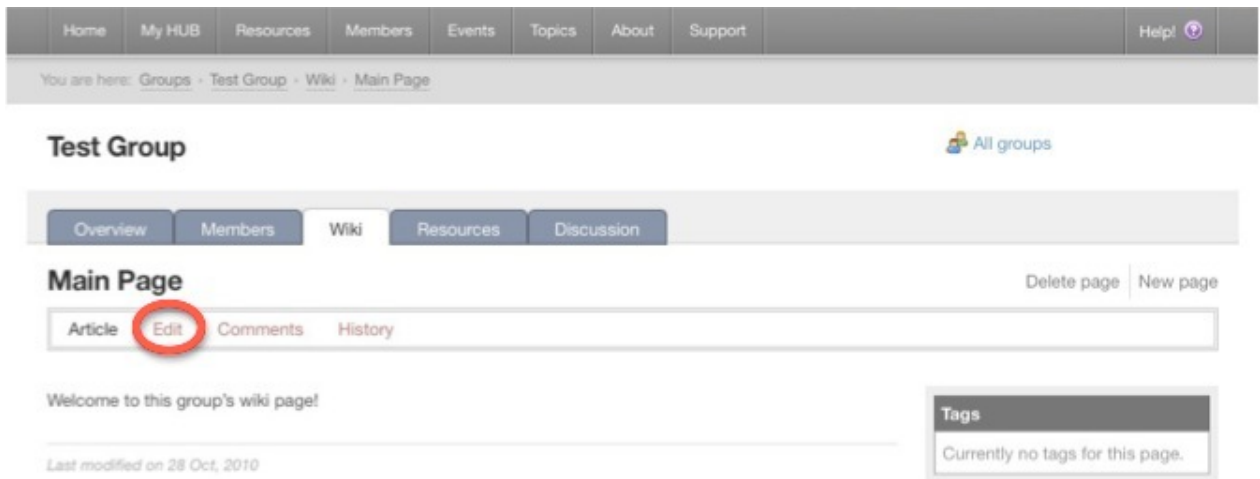 Home My HUB Resources Members Events Topics About Support Help! ?
You are here: Groups › Test Group › Wiki › Main Page
Test Group
All groups
Overview Members Wiki Resources Discussion
Main Page
Delete page New page
Article Edit Comments History
Welcome to this group's wiki page!
Tags
Currently no tags for this page.
Last modified on 28 Oct, 2010